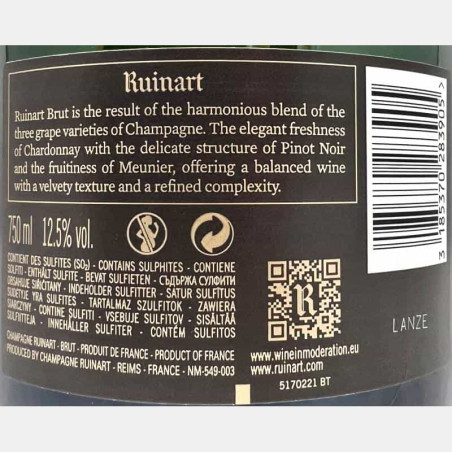 Ruinart
Ruinart Brut is the result of the harmonious blend of the
three grape varieties of Champagne. The elegant freshness
of Chardonnay with the delicate structure of Pinot Noir
and the fruitiness of Meunier, offering a balanced wine
with a velvety texture and a refined complexity.
750 ml 12.5% vol.
CONTIENT DES SULFITES (SO₂) - CONTAINS SULPHITES - CONTIENE
SULFITI - ENTHÄLT SULFITE - BEVAT SULFIETEN - СЪДЪРЖА СУЛФИТИ
OBSAHUJE SIŘIČITANY - INDEHOLDER SULFITTER - SATUR SULFĪTUS
SUDĖTYJE YRA SULFITŲ - TARTALMAZ SZULFITOK - ZAWIERA
SIARCZYNY - CONTINE SULFITI - VSEBUJE SULFITOV - SISÄLTÄÄ
SULFIITTEJA - INNEHÅLLER SULFITER - CONTÉM SULFITOS
CHAMPAGNE RUINART - BRUT - PRODUIT DE FRANCE - PRODUCT OF FRANCE
PRODUCED BY CHAMPAGNE RUINART - REIMS - FRANCE - NM-549-003
R
www.wineinmoderation.eu
www.ruinart.com
5170221 BT
3 185370 283905 >
LANZE